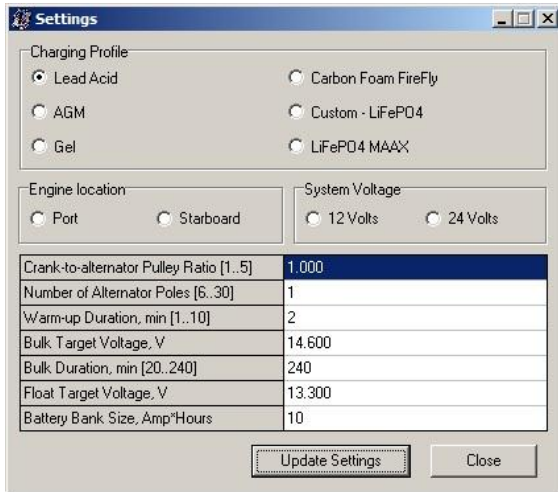 Settings
Charging Profile
Lead Acid
Carbon Foam FireFly
AGM
Custom - LiFePO4
Gel
LiFePO4 MAAX
Engine location
System Voltage
Port
Starboard
12 Volts
24 Volts
Crank-to-alternator Pulley Ratio [1..5] 1.000
Number of Alternator Poles [6..30] 1
Warm-up Duration, min [1..10] 2
Bulk Target Voltage, V 14.600
Bulk Duration, min [20..240] 240
Float Target Voltage, V 13.300
Battery Bank Size, Amp*Hours 10
Update Settings
Close